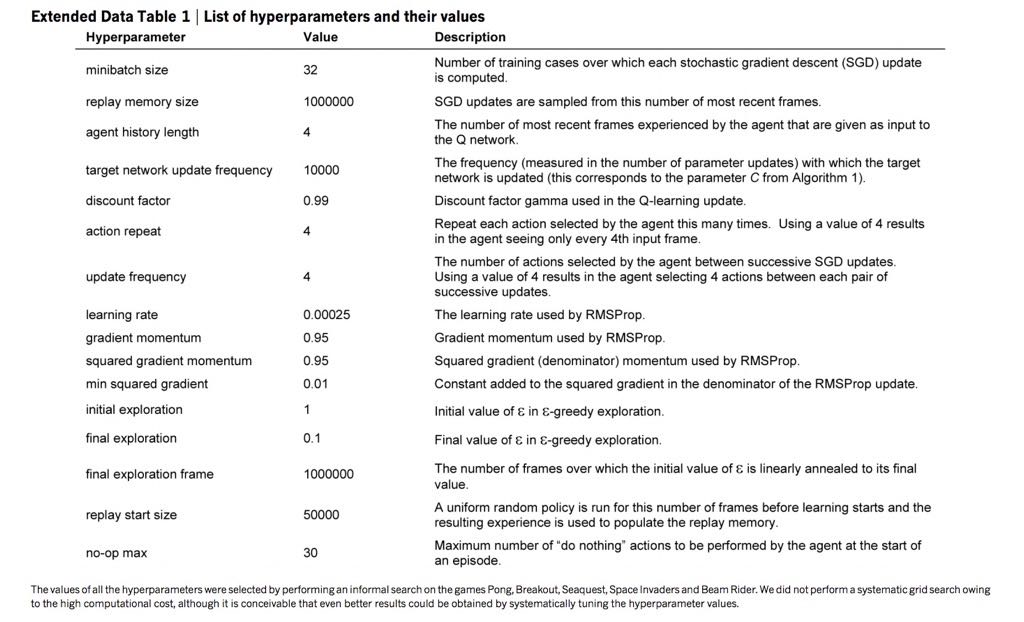 Extended Data Table 1 | List of hyperparameters and their values
Hyperparameter Value Description
minibatch size 32 Number of training cases over which each stochastic gradient descent (SGD) update
is computed.
replay memory size 1000000 SGD updates are sampled from this number of most recent frames.
agent history length 4 The number of most recent frames experienced by the agent that are given as input to
the Q network.
target network update frequency 10000 The frequency (measured in the number of parameter updates) with which the target
network is updated (this corresponds to the parameter C from Algorithm 1).
discount factor 0.99 Discount factor gamma used in the Q-learning update.
action repeat 4 Repeat each action selected by the agent this many times. Using a value of 4 results
in the agent seeing only every 4th input frame.
update frequency 4 The number of actions selected by the agent between successive SGD updates.
Using a value of 4 results in the agent selecting 4 actions between each pair of
successive updates.
learning rate 0.00025 The learning rate used by RMSProp.
gradient momentum 0.95 Gradient momentum used by RMSProp.
squared gradient momentum 0.95 Squared gradient (denominator) momentum used by RMSProp.
min squared gradient 0.01 Constant added to the squared gradient in the denominator of the RMSProp update.
initial exploration 1 Initial value of ε in ε-greedy exploration.
final exploration 0.1 Final value of ε in ε-greedy exploration.
final exploration frame 1000000 The number of frames over which the initial value of ε is linearly annealed to its final
value.
replay start size 50000 A uniform random policy is run for this number of frames before learning starts and the
resulting experience is used to populate the replay memory.
no-op max 30 Maximum number of “do nothing” actions to be performed by the agent at the start of
an episode.
The values of all the hyperparameters were selected by performing an informal search on the games Pong, Breakout, Seaquest, Space Invaders and Beam Rider. We did not perform a systematic grid search owing
to the high computational cost, although it is conceivable that even better results could be obtained by systematically tuning the hyperparameter values.